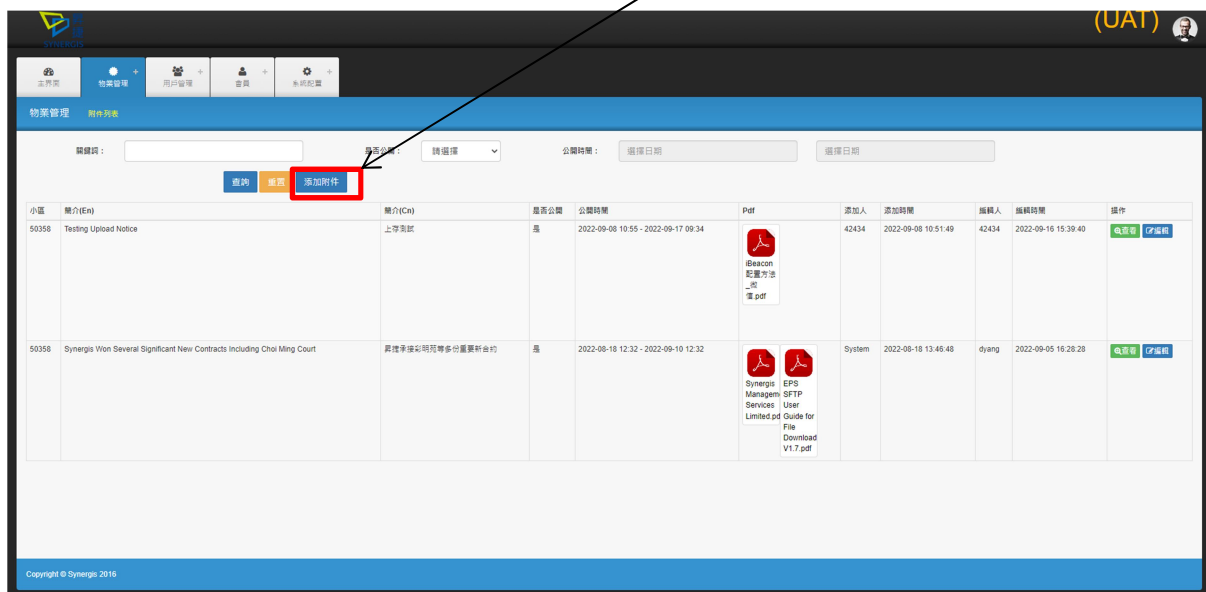 (UAT)
SYNERGIS
主界面
物業管理 +
用戶管理 +
會員 +
系統配置 +
物業管理 附件列表
關鍵詞：
是否公開：
請選擇
公開時間：
選擇日期
選擇日期
查詢
重置
添加附件
小區 簡介(En) 簡介(Cn) 是否公開 公開時間 Pdf 添加人 添加時間 編輯人 編輯時間 操作
50358 Testing Upload Notice 上存測試 是 2022-09-08 10:55 - 2022-09-17 09:34 42434 2022-09-08 10:51:49 42434 2022-09-16 15:39:40 查看 編輯
iBeacon
配置方法
_微
信.pdf
50358 Synergis Won Several Significant New Contracts Including Choi Ming Court 昇捷承接彩明苑等多份重要新合約 是 2022-08-18 12:32 - 2022-09-10 12:32 System 2022-08-18 13:46:48 dyang 2022-09-05 16:28:28 查看 編輯
Synergis
Managem
Services
Limited.pd
EPS
SFTP
User
Guide for
File
Download
V1.7.pdf
Copyright © Synergis 2016